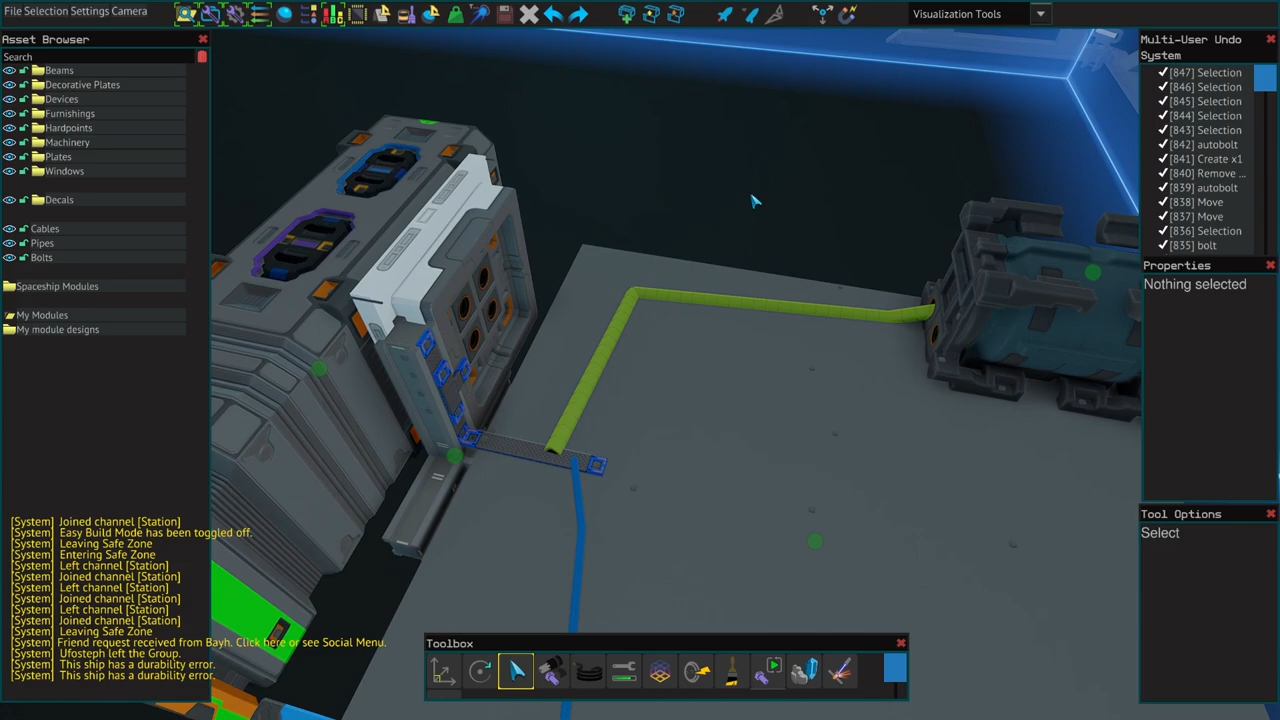 File Selection Settings Camera
Visualization Tools
Asset Browser
Search
Beams
Decorative Plates
Devices
Furnishings
Hardpoints
Machinery
Plates
Windows
Decals
Cables
Pipes
Bolts
Spaceship Modules
My Modules
My module designs
[System] Joined channel [Station]
[System] Easy Build Mode has been toggled off.
[System] Leaving Safe Zone
[System] Entering Safe Zone
[System] Left channel [Station]
[System] Joined channel [Station]
[System] Left channel [Station]
[System] Joined channel [Station]
[System] Left channel [Station]
[System] Joined channel [Station]
[System] Leaving Safe Zone
[System] Friend request received from Bayh. Click here or see Social Menu.
[System] Ufosteph left the Group.
[System] This ship has a durability error.
[System] This ship has a durability error.
Toolbox
Multi-User Undo
System
[847] Selection
[846] Selection
[845] Selection
[844] Selection
[843] Selection
[842] autobolt
[841] Create x1
[840] Remove ...
[839] autobolt
[838] Move
[837] Move
[836] Selection
[835] bolt
Properties
Nothing selected
Tool Options
Select